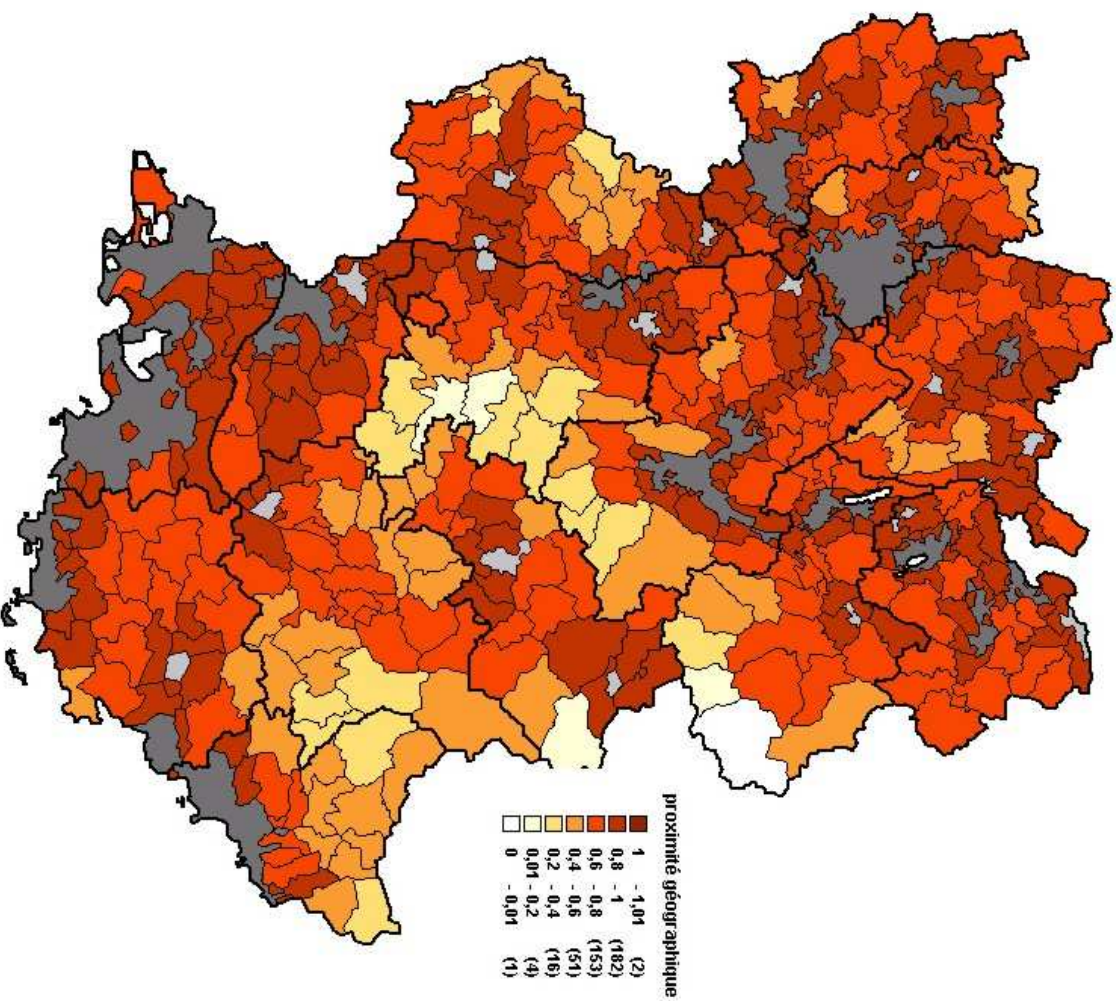 proximité géographique
1 - 1,01 (2)
0,8 - 1 (182)
0,6 - 0,8 (153)
0,4 - 0,6 (51)
0,2 - 0,4 (16)
0,01 - 0,2 (4)
0 - 0,01 (1)